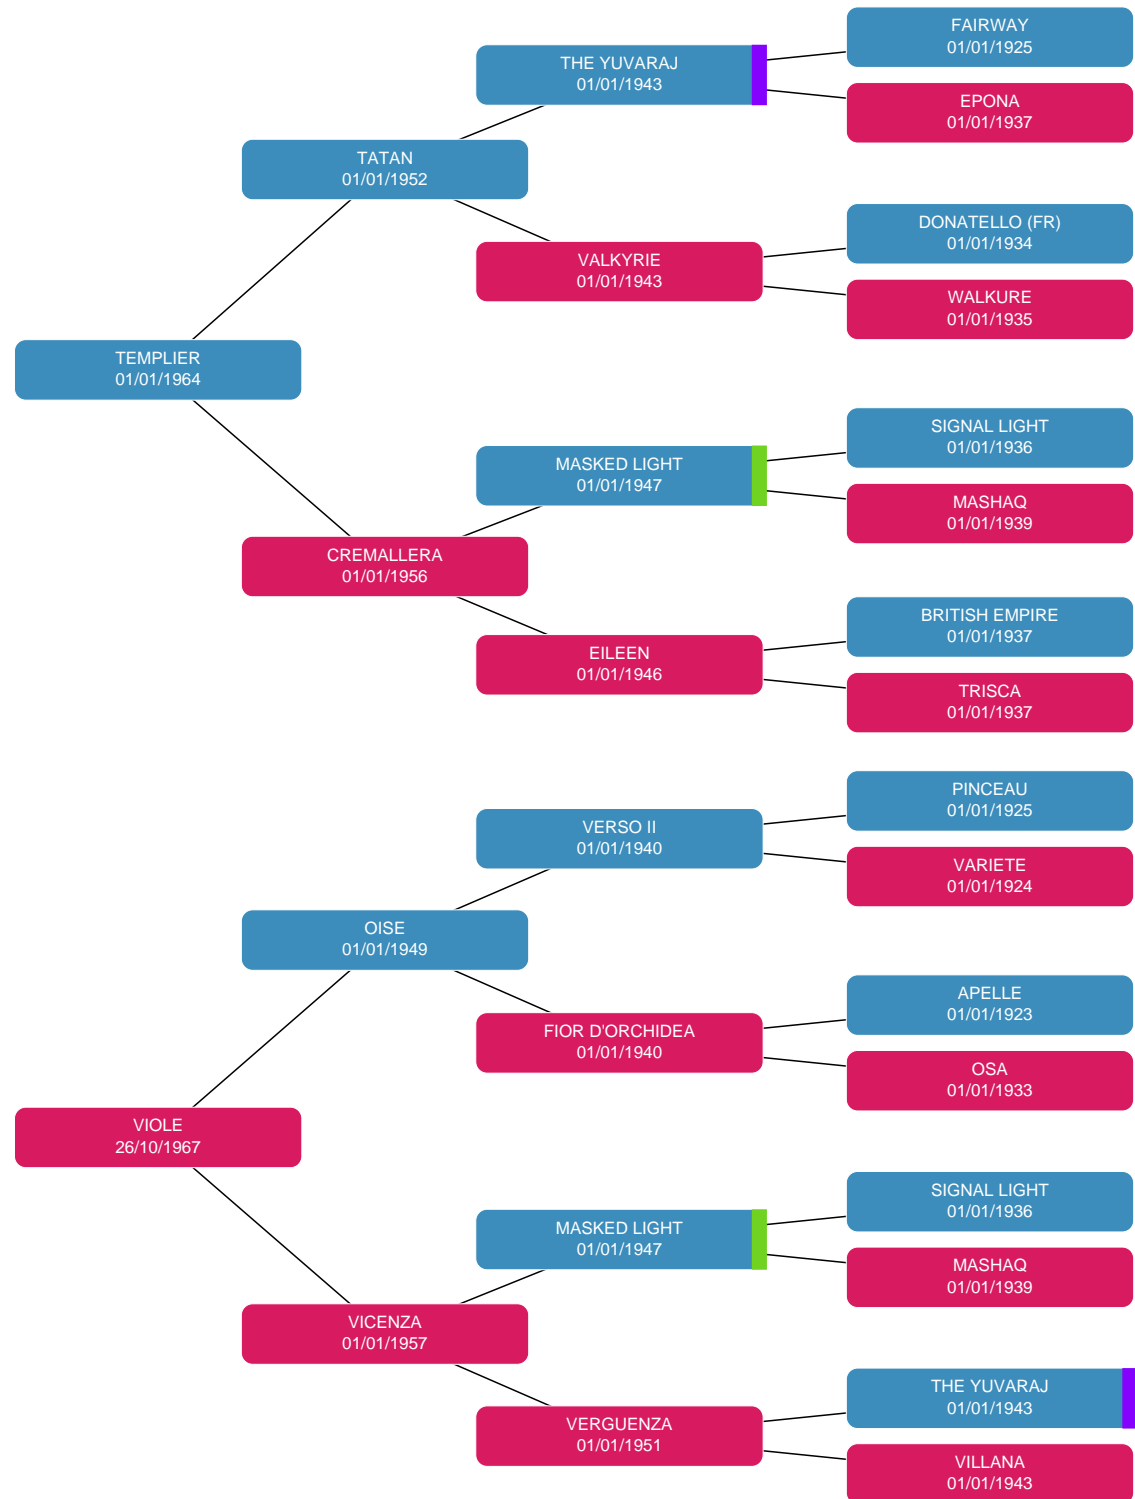 FAIRWAY
01/01/1925
THE YUVARAJ
01/01/1943
EPONA
01/01/1937
TATAN
01/01/1952
DONATELLO (FR)
01/01/1934
VALKYRIE
01/01/1943
WALKURE
01/01/1935
TEMPLIER
01/01/1964
SIGNAL LIGHT
01/01/1936
MASKED LIGHT
01/01/1947
MASHAQ
01/01/1939
CREMALLERA
01/01/1956
BRITISH EMPIRE
01/01/1937
EILEEN
01/01/1946
TRISCA
01/01/1937
PINCEAU
01/01/1925
VERSO II
01/01/1940
VARIETE
01/01/1924
OISE
01/01/1949
APELLE
01/01/1923
FIOR D'ORCHIDEA
01/01/1940
OSA
01/01/1933
VIOLE
26/10/1967
SIGNAL LIGHT
01/01/1936
MASKED LIGHT
01/01/1947
MASHAQ
01/01/1939
VICENZA
01/01/1957
THE YUVARAJ
01/01/1943
VERGUENZA
01/01/1951
VILLANA
01/01/1943